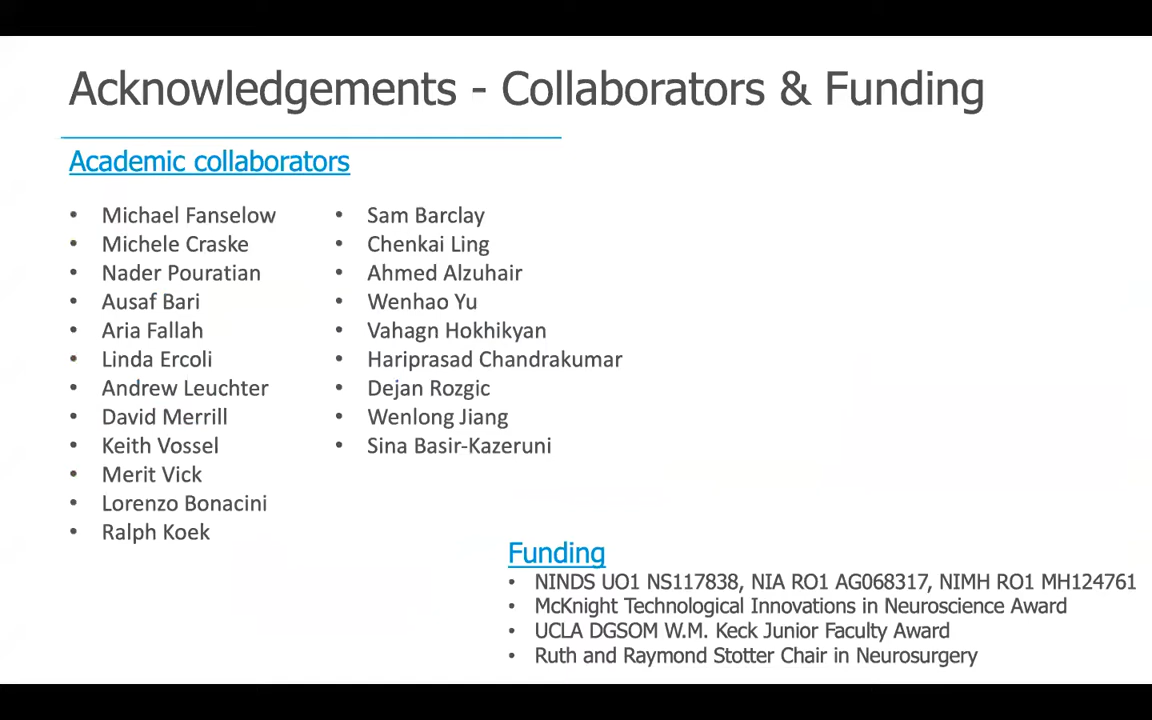 Acknowledgements - Collaborators & Funding
Academic collaborators
• Michael Fanselow
• Michele Craske
• Nader Pouratian
• Ausaf Bari
• Aria Fallah
• Linda Ercoli
• Andrew Leuchter
• David Merrill
• Keith Vossel
• Merit Vick
• Lorenzo Bonacini
• Ralph Koek
• Sam Barclay
• Chenkai Ling
• Ahmed Alzuhair
• Wenhao Yu
• Vahagn Hokhikyan
• Hariprasad Chandrakumar
• Dejan Rozgic
• Wenlong Jiang
• Sina Basir-Kazeruni
Funding
• NINDS UO1 NS117838, NIA RO1 AG068317, NIMH RO1 MH124761
• McKnight Technological Innovations in Neuroscience Award
• UCLA DGSOM W.M. Keck Junior Faculty Award
• Ruth and Raymond Stotter Chair in Neurosurgery